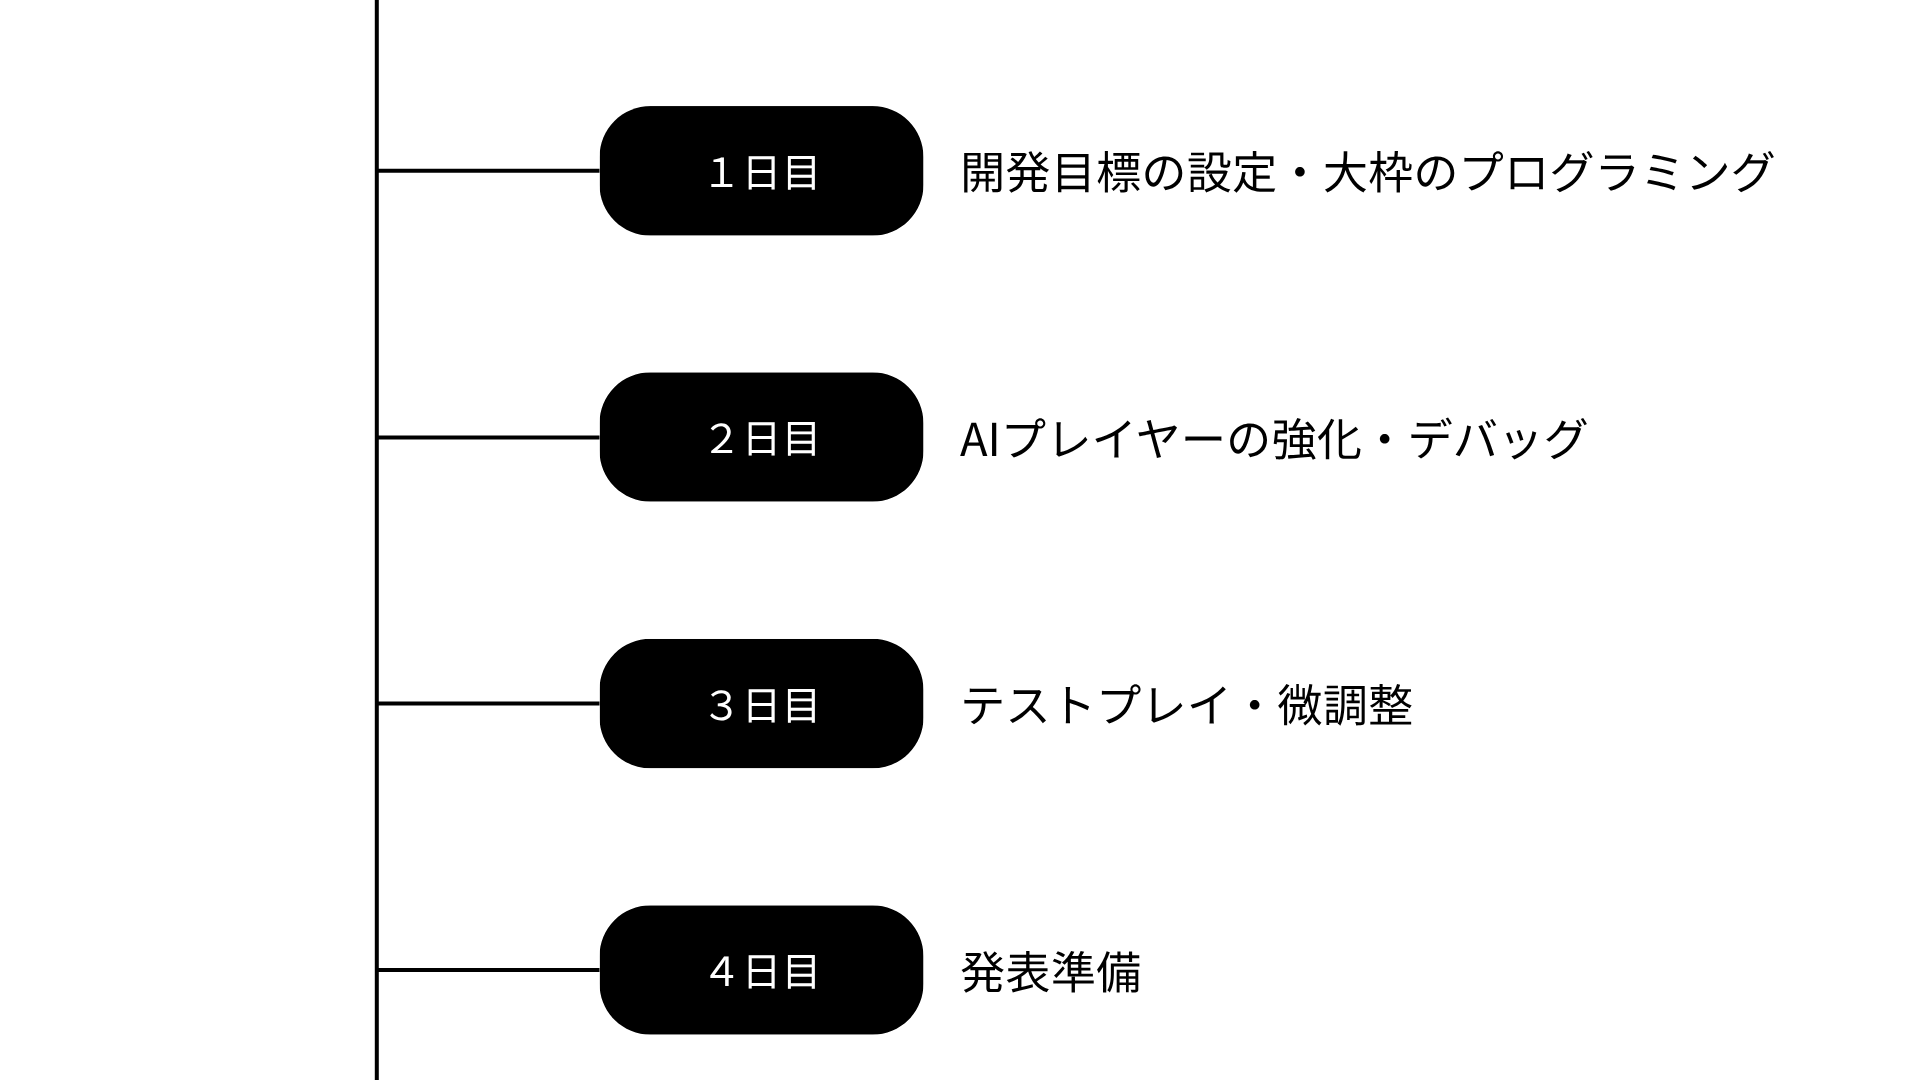 １日目 開発目標の設定・大枠のプログラミング
２日目 AIプレイヤーの強化・デバッグ
３日目 テストプレイ・微調整
４日目 発表準備